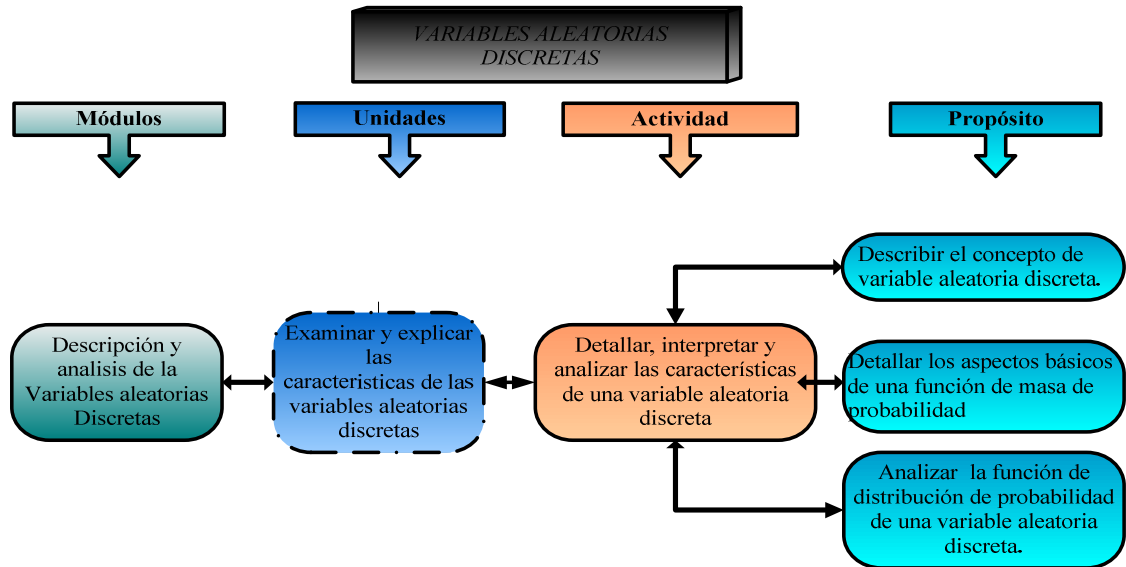 VARIABLES ALEATORIAS
DISCRETAS
Módulos
Unidades
Actividad
Propósito
Descripción y
analisis de la
Variables aleatorias
Discretas
Examinar y explicar
las
características de las
variables aleatorias
discretas
Detallar, interpretar y
analizar las características
de una variable aleatoria
discreta
Describir el concepto de
variable aleatoria discreta.
Detallar los aspectos básicos
de una función de masa de
probabilidad
Analizar la función de
distribución de probabilidad
de una variable aleatoria
discreta.